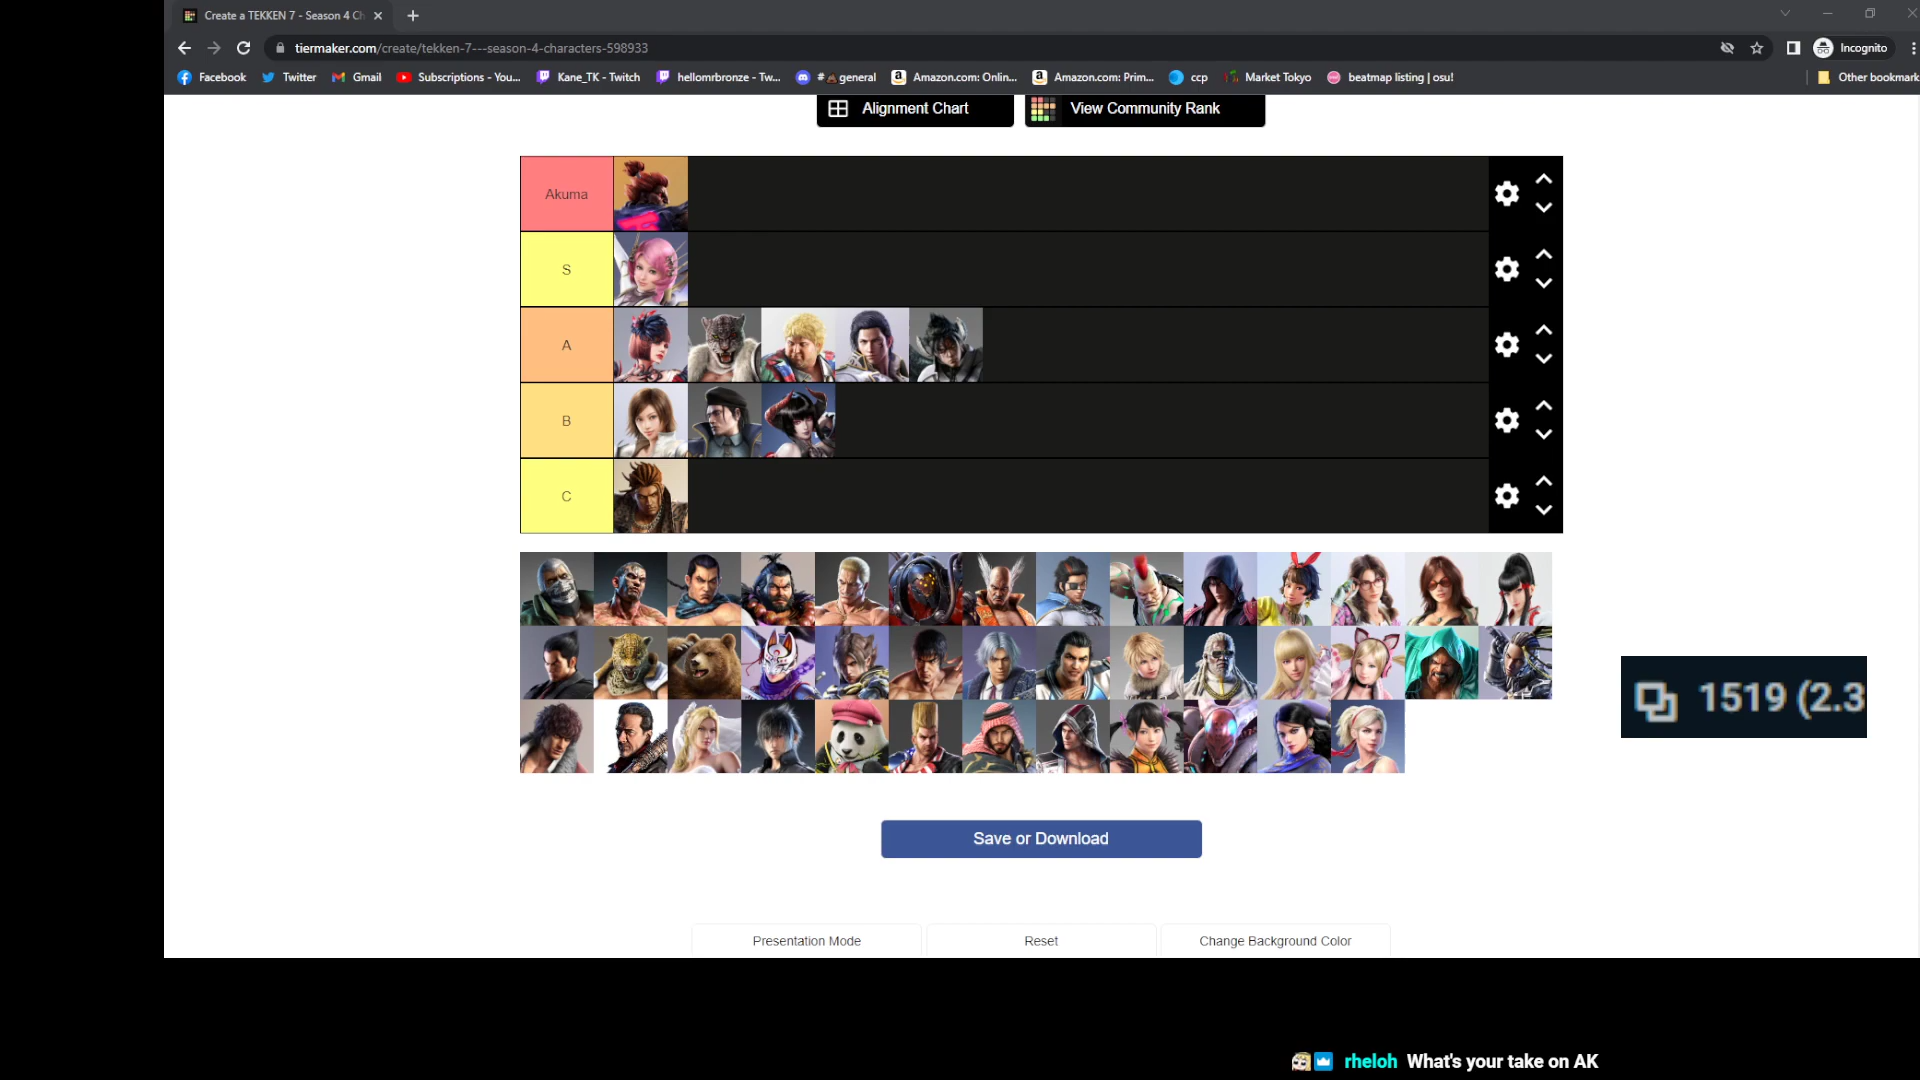 Create a TEKKEN 7 - Season 4 Ch
tiermaker.com/create/tekken-7---season-4-characters-598933
Incognito
Facebook
Twitter
Gmail
Subscriptions - You...
Kane_TK - Twitch
hellomrbronze - Tw...
#💩general
Amazon.com: Onlin...
Amazon.com: Prim...
ccp
Market Tokyo
beatmap listing | osu!
Other bookmark
Alignment Chart
View Community Rank
Akuma
S
A
B
C
1519 (2.3
Save or Download
Presentation Mode
Reset
Change Background Color
rheloh What's your take on AK